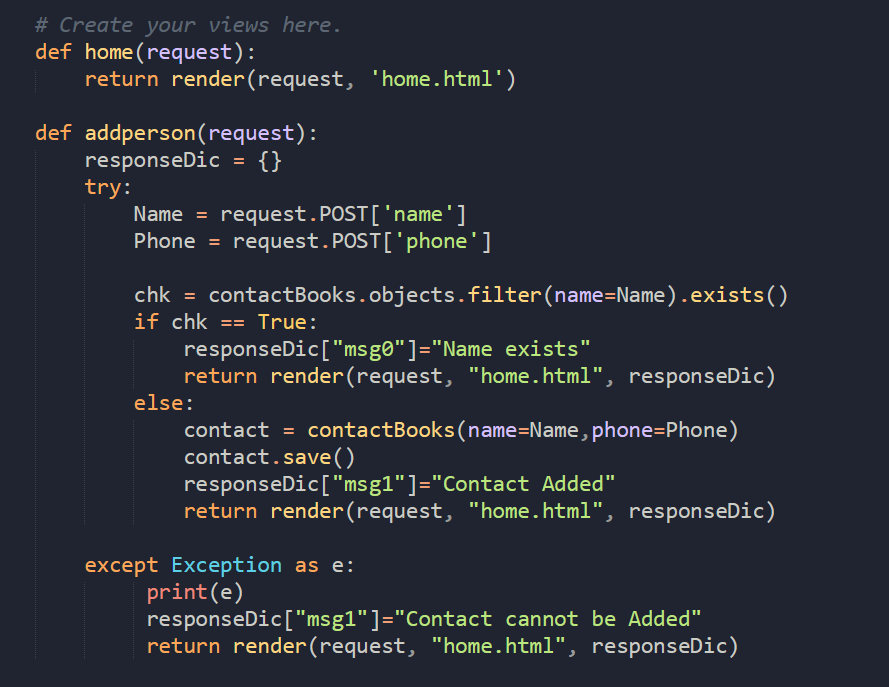 # Create your views here.
def home(request):
    return render(request, 'home.html')

def addperson(request):
    responseDic = {}
    try:
        Name = request.POST['name']
        Phone = request.POST['phone']

        chk = contactBooks.objects.filter(name=Name).exists()
        if chk == True:
            responseDic["msg0"]="Name exists"
            return render(request, "home.html", responseDic)
        else:
            contact = contactBooks(name=Name,phone=Phone)
            contact.save()
            responseDic["msg1"]="Contact Added"
            return render(request, "home.html", responseDic)

    except Exception as e:
         print(e)
         responseDic["msg1"]="Contact cannot be Added"
         return render(request, "home.html", responseDic)